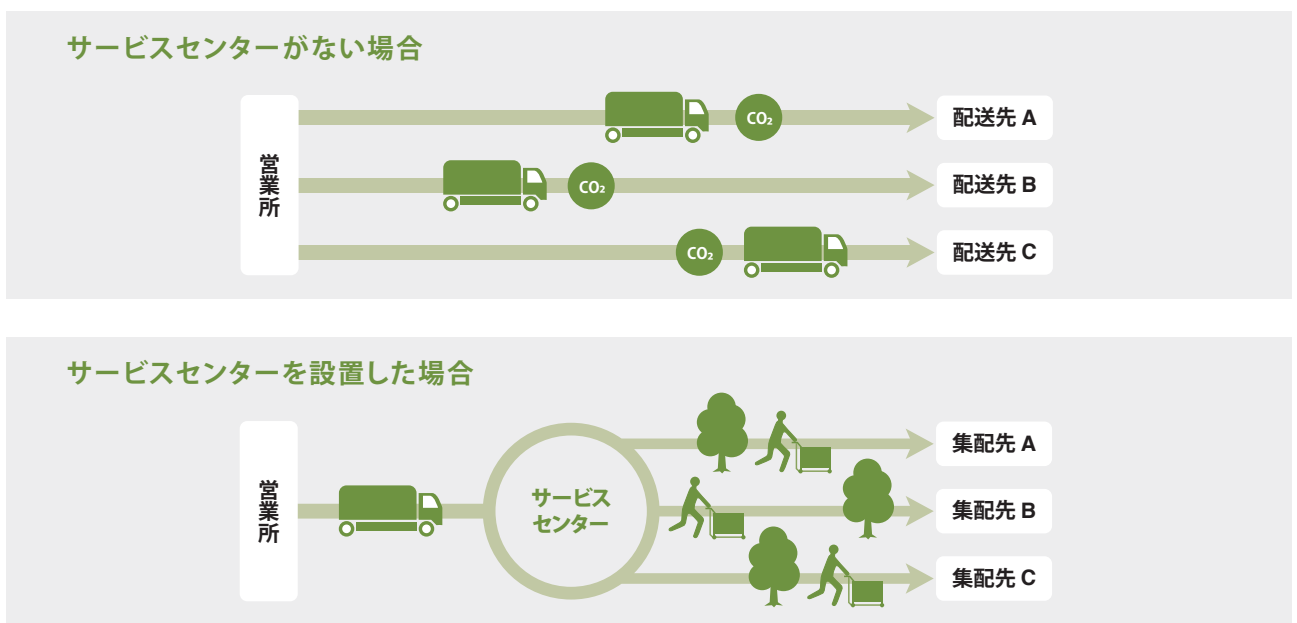 サービスセンターがない場合
営業所
CO₂
配送先 A
CO₂
配送先 B
CO₂
配送先 C
サービスセンターを設置した場合
営業所
サービス
センター
集配先 A
集配先 B
集配先 C